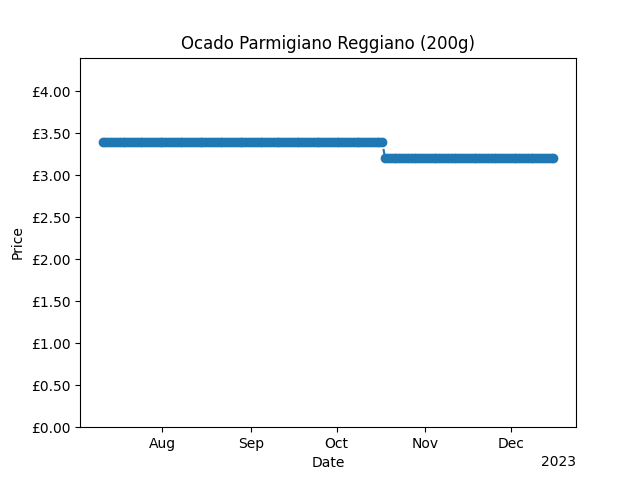 Ocado Parmigiano Reggiano (200g)
£4.00
£3.50
£3.00
£2.50
£2.00
£1.50
£1.00
£0.50
£0.00
Price
Aug Sep Oct Nov Dec
Date
2023